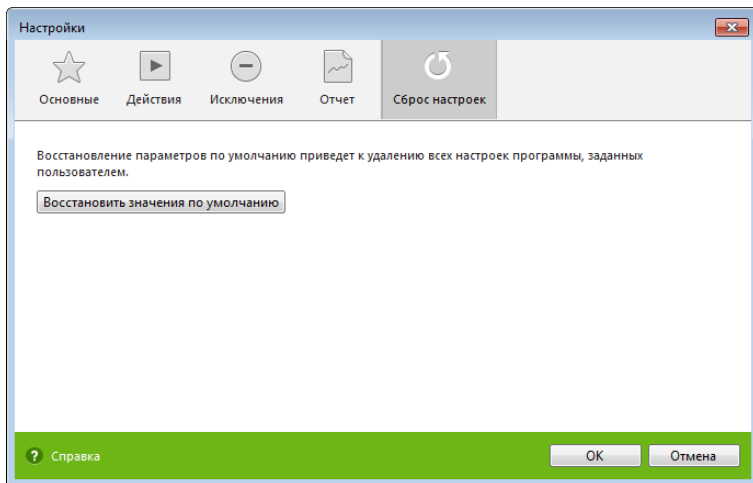 Настройки
Основные
Действия
Исключения
Отчет
Сброс настроек
Восстановление параметров по умолчанию приведет к удалению всех настроек программы, заданных
пользователем.
Восстановить значения по умолчанию
? Справка
OK
Отмена